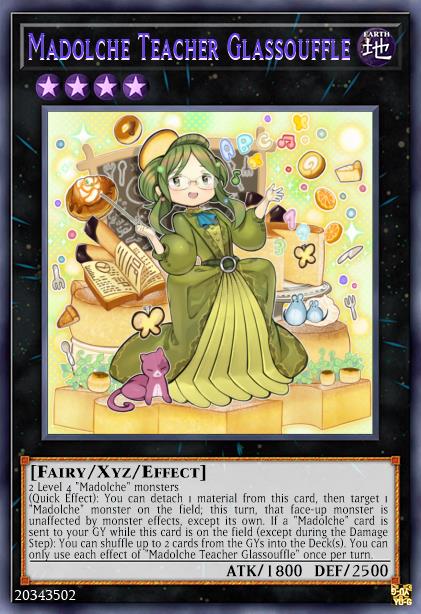 Madolche Teacher Glassouffle
EARTH
地
ABC
[Fairy/Xyz/Effect]
2 Level 4 "Madolche" monsters
(Quick Effect): You can detach 1 material from this card, then target 1
"Madolche" monster on the field; this turn, that face-up monster is
unaffected by monster effects, except its own. If a "Madolche" card is
sent to your GY while this card is on the field (except during the Damage
Step): You can shuffle up to 2 cards from the GYs into the Deck(s). You can
only use each effect of "Madolche Teacher Glassouffle" once per turn.
ATK/1800 DEF/2500
20343502